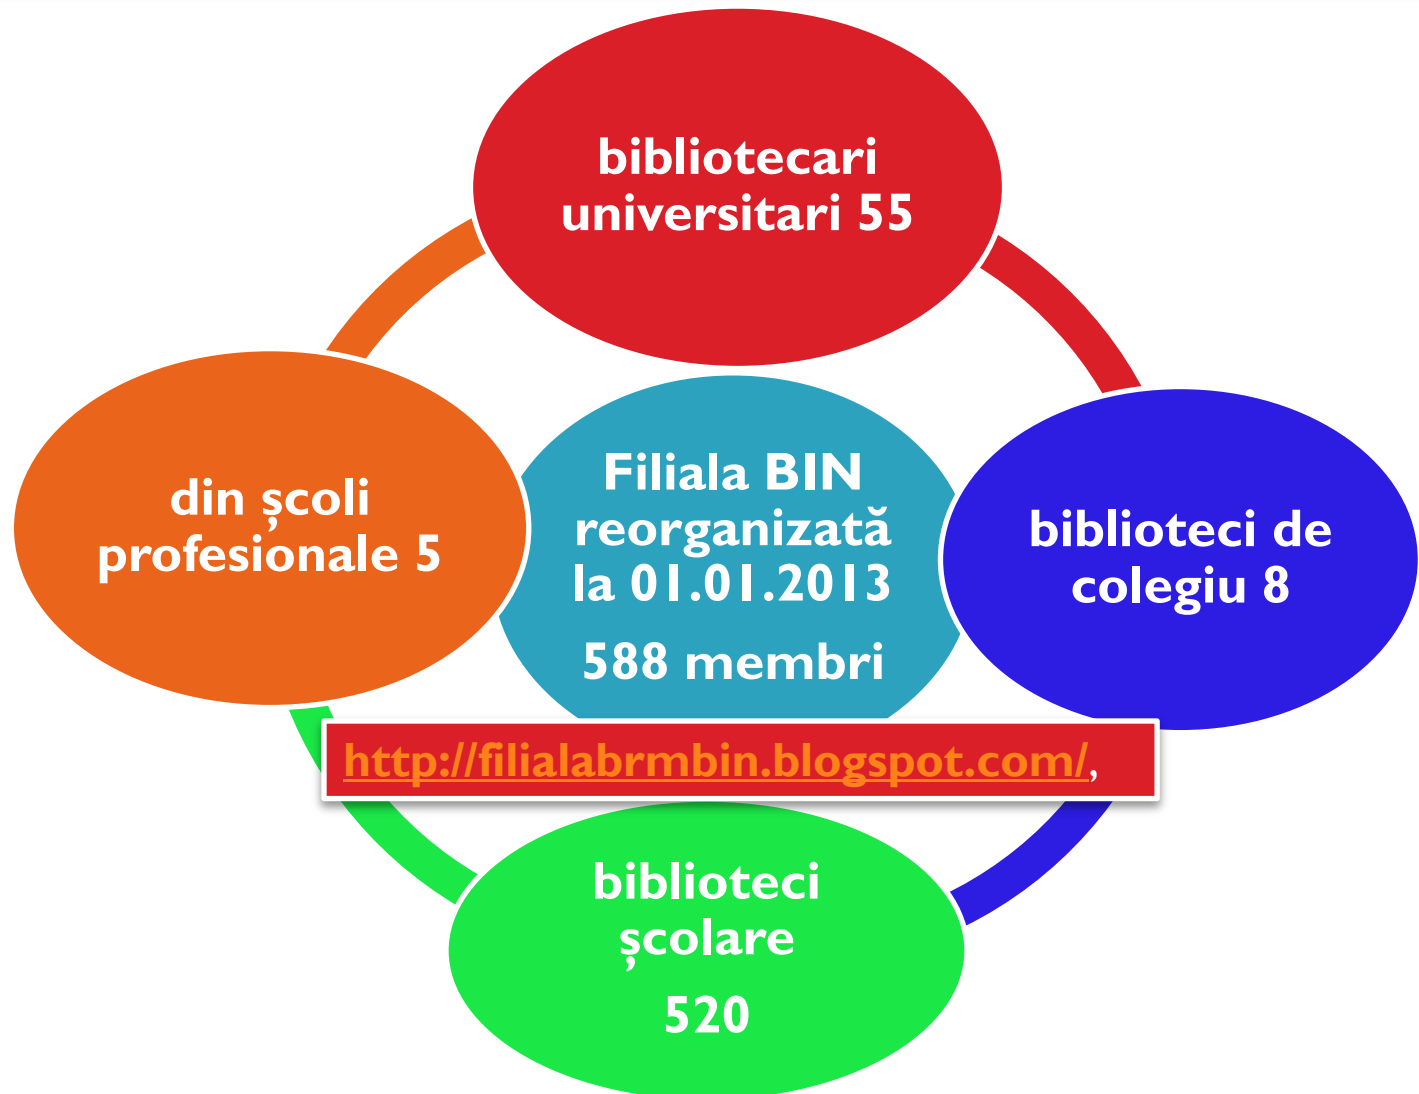 bibliotecari
universitari 55
din școli
profesionale 5
Filiala BIN
reorganizată
la 01.01.2013
588 membri
biblioteci de
colegiu 8
http://filialabrmbin.blogspot.com/,
biblioteci
școlare
520